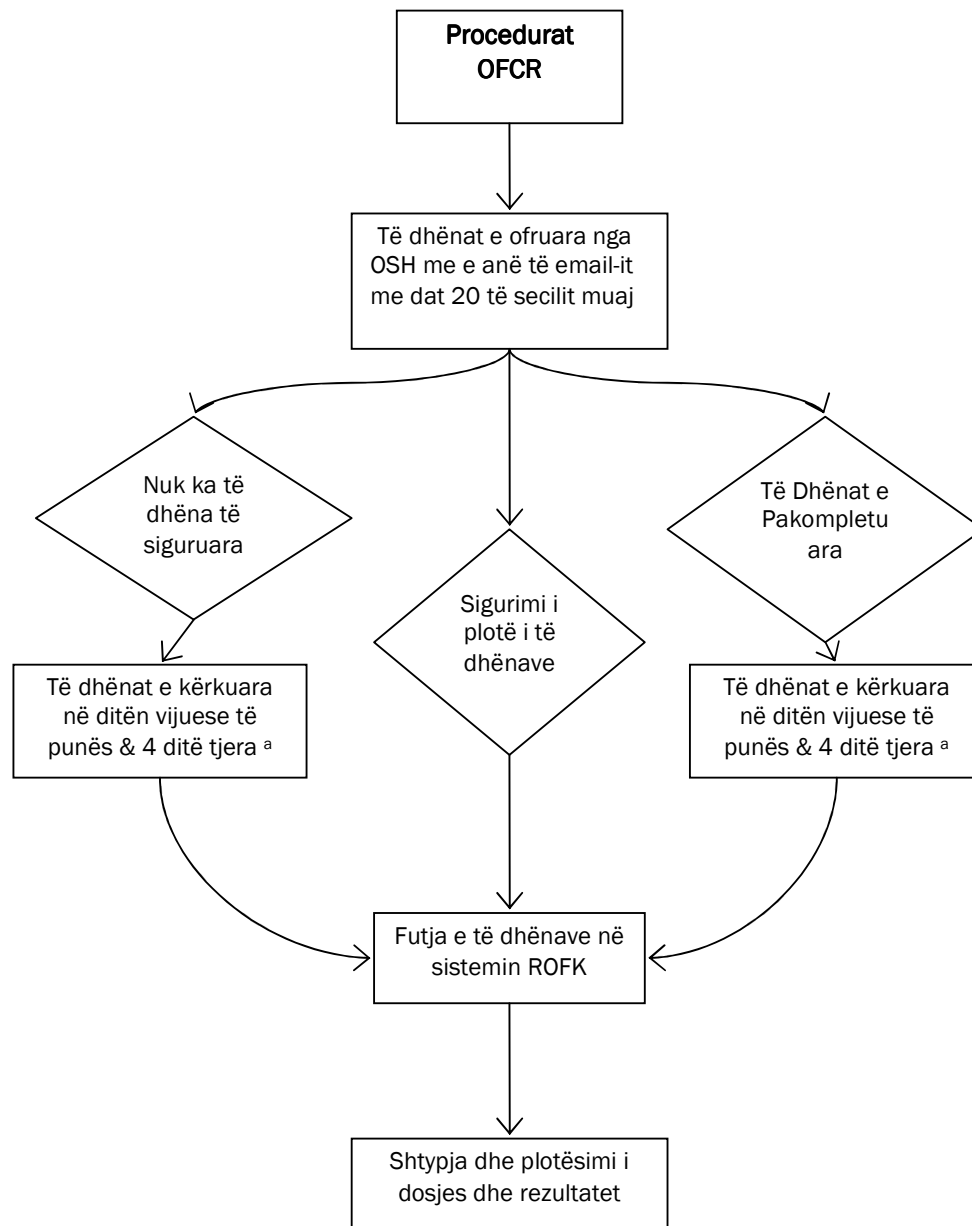 Procedurat
OFCR
Të dhënat e ofruara nga
OSH me e anë të email-it
me dat 20 të secilit muaj
Nuk ka të
dhëna të
siguruara
Sigurimi i
plotë i të
dhënave
Të Dhënat e
Pakompletu
ara
Të dhënat e kërkuara
në ditën vijuese të
punës & 4 ditë tjera ª
Të dhënat e kërkuara
në ditën vijuese të
punës & 4 ditë tjera ª
Futja e të dhënave në
sistemin ROFK
Shtypja dhe plotësimi i
dosjes dhe rezultatet